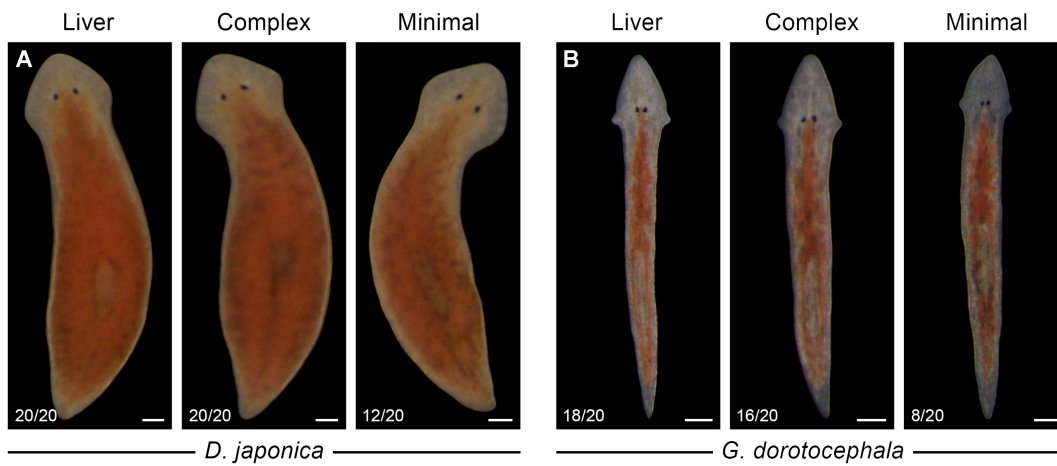 Liver Complex Minimal Liver Complex Minimal
A B
20/20 20/20 12/20 18/20 16/20 8/20
D. japonica G. dorotocephala